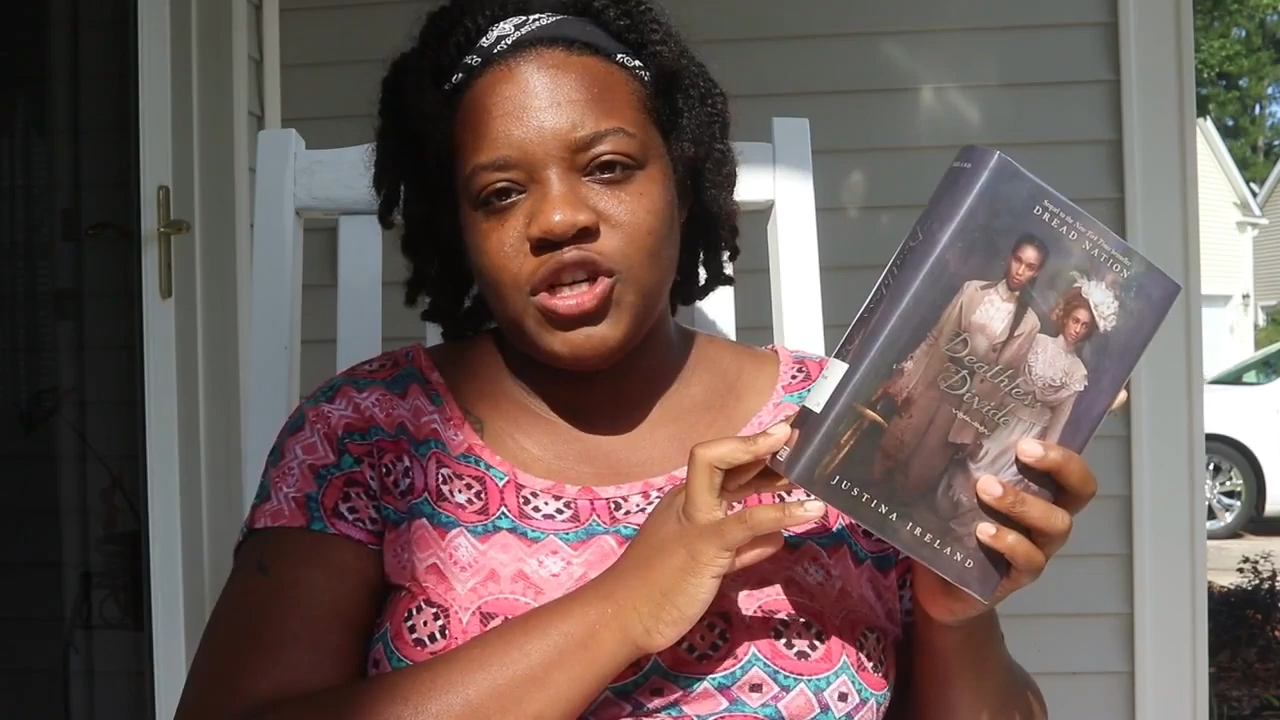 Sequel to the New York Times bestseller
DREAD NATION
Deathless
Divide
JUSTINA IRELAND